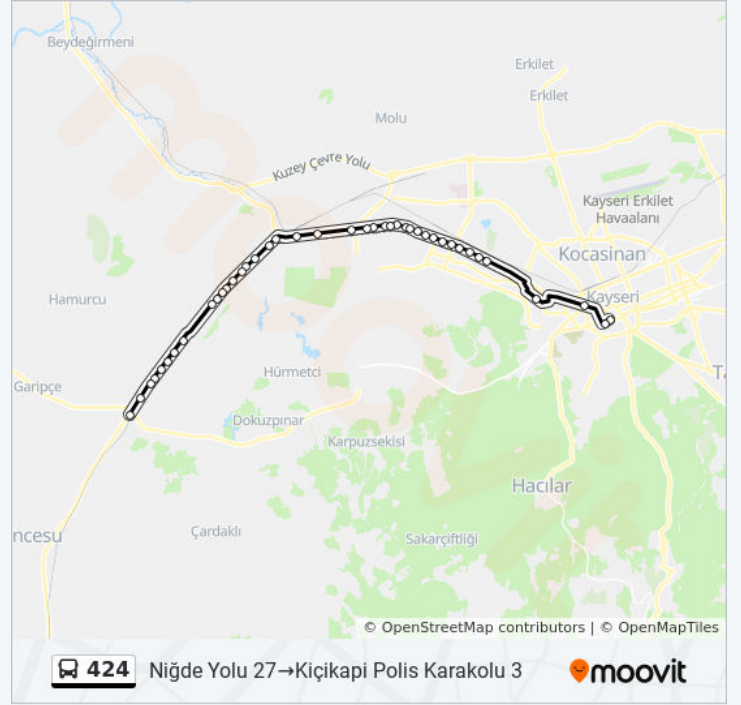 Beydeğirmeni
Erkilet
Erkilet
Molu
Kuzey Çevre Yolu
Kayseri Erkilet
Havaalanı
Kocasinan
Kayseri
Hamurcu
Hürmetci
Garipçe
Dokuzpınar
Karpuzsekisi
Hacılar
ncesu
Çardaklı
Sakarçiftliği
© OpenStreetMap contributors | © OpenMapTiles
424 Niğde Yolu 27→Kiçikapi Polis Karakolu 3
moovit